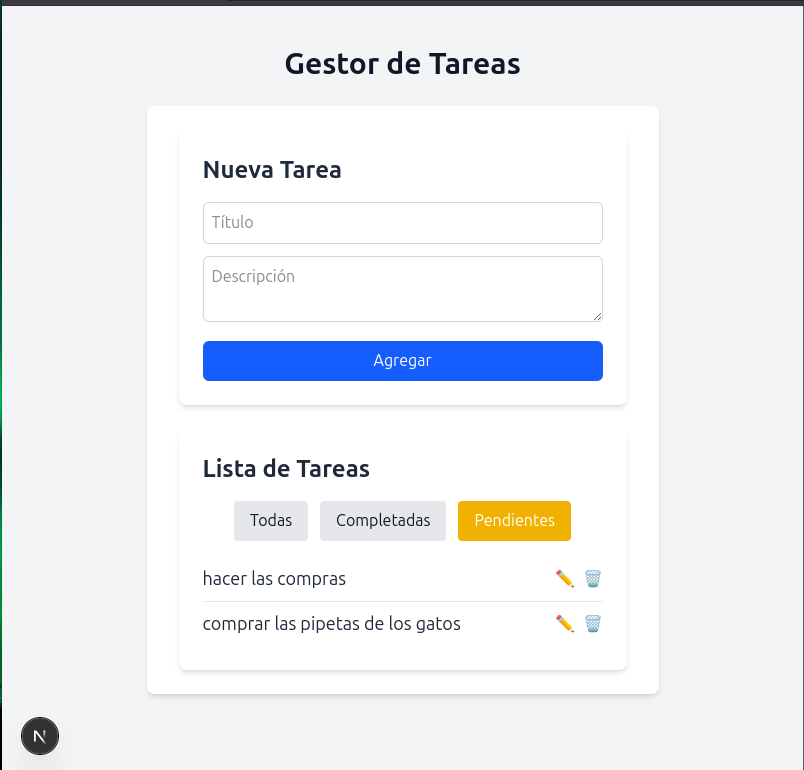 Gestor de Tareas
Nueva Tarea
Título
Descripción
Agregar
Lista de Tareas
Todas Completadas Pendientes
hacer las compras
comprar las pipetas de los gatos
N